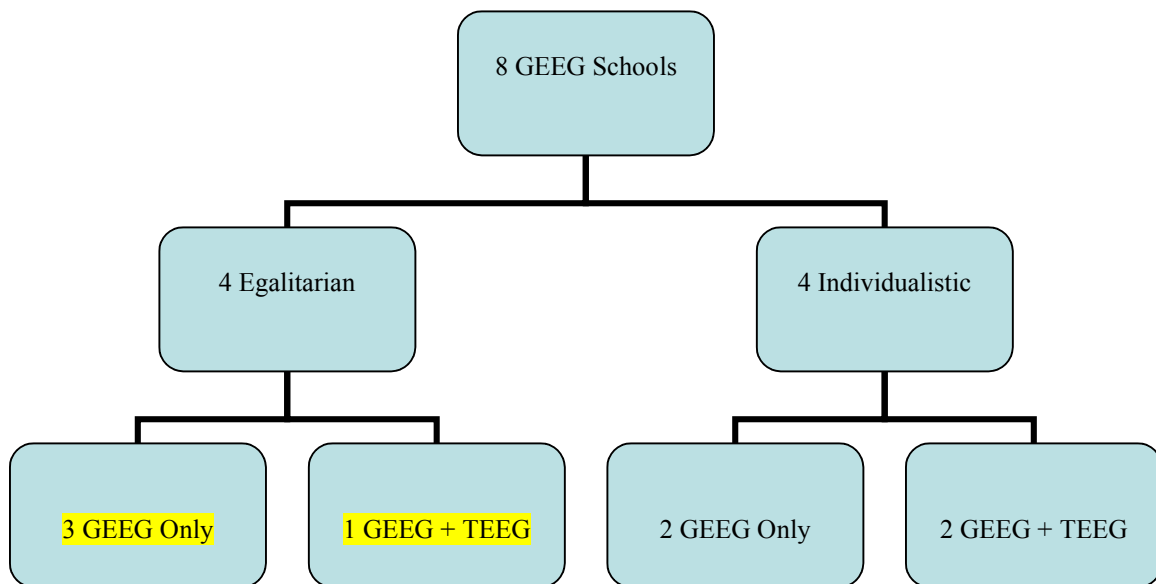 8 GEEG Schools
4 Egalitarian
4 Individualistic
3 GEEG Only
1 GEEG + TEEG
2 GEEG Only
2 GEEG + TEEG